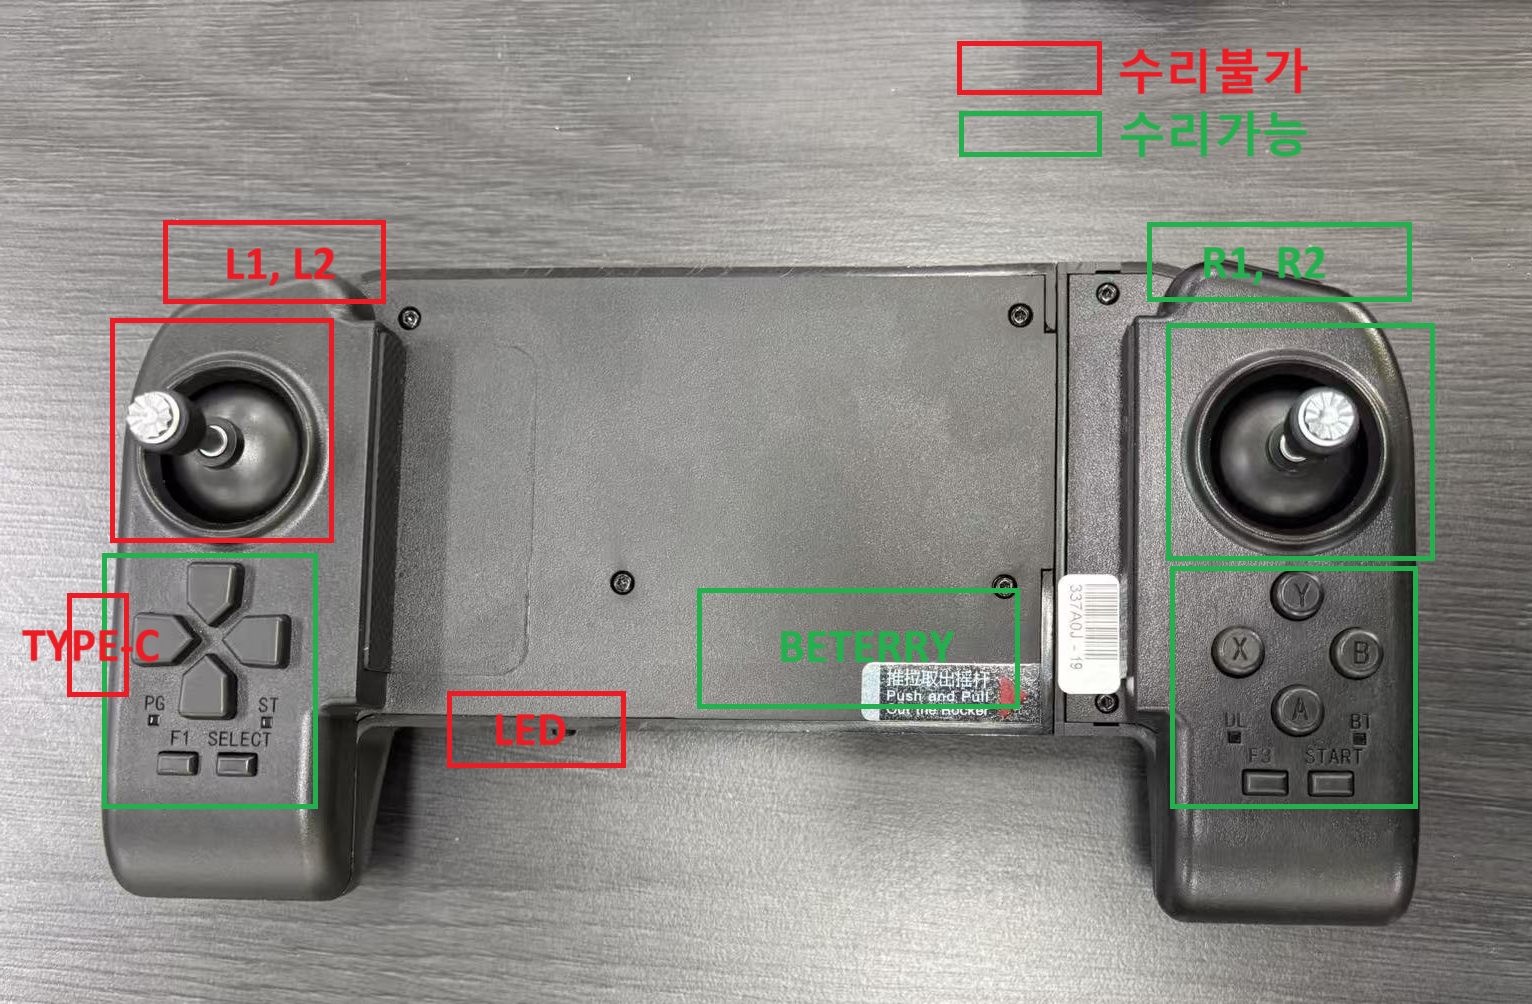 수리불가
수리가능
L1, L2
R1, R2
Y
X
B
A
TYPE-C
BETERRY
337A0J - 19
推拉取出摇杆
Push and Pull
Out the Rocker
PG
ST
F1 SELECT
LED
DL
BT
F3 START